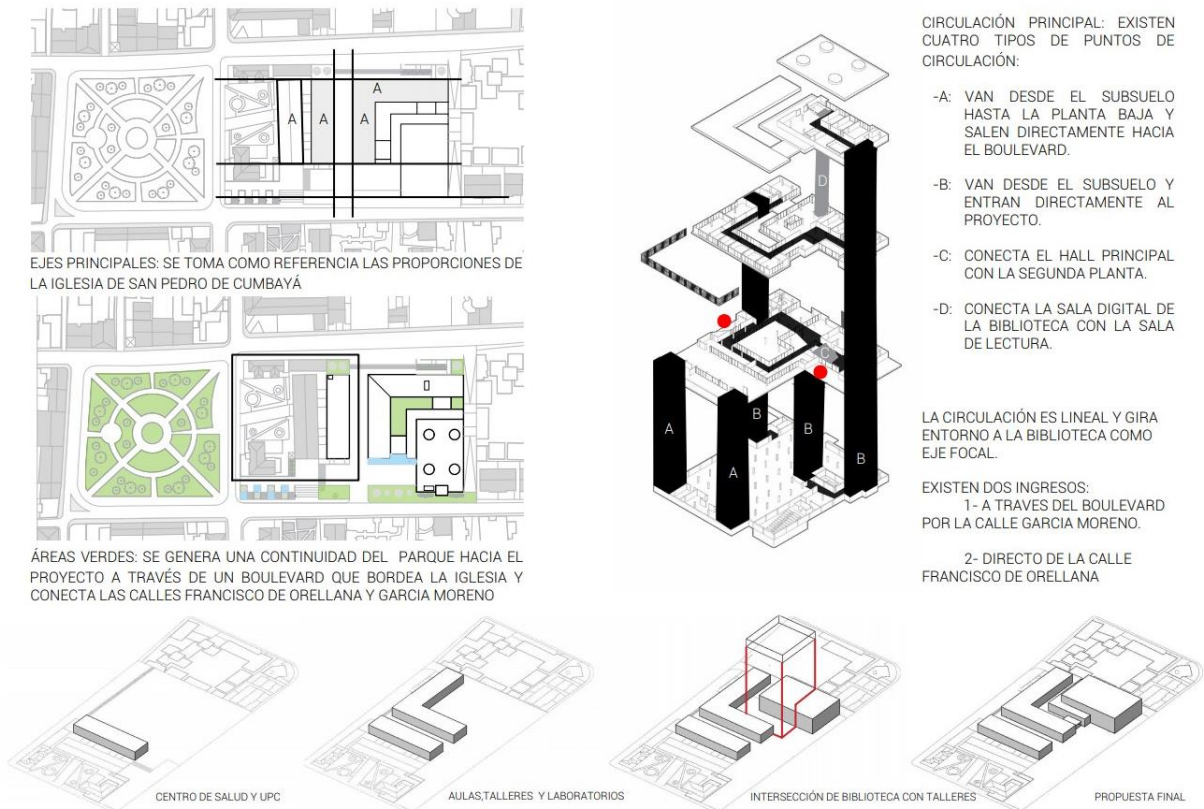 A
A
A
A
EJES PRINCIPALES: SE TOMA COMO REFERENCIA LAS PROPORCIONES DE
LA IGLESIA DE SAN PEDRO DE CUMBAYÁ
ÁREAS VERDES: SE GENERA UNA CONTINUIDAD DEL PARQUE HACIA EL
PROYECTO A TRAVÉS DE UN BOULEVARD QUE BORDEA LA IGLESIA Y
CONECTA LAS CALLES FRANCISCO DE ORELLANA Y GARCIA MORENO
D
C
A
B
B
B
A
CIRCULACIÓN PRINCIPAL: EXISTEN
CUATRO TIPOS DE PUNTOS DE
CIRCULACIÓN:
-A: VAN DESDE EL SUBSUELO
HASTA LA PLANTA BAJA Y
SALEN DIRECTAMENTE HACIA
EL BOULEVARD.
-B: VAN DESDE EL SUBSUELO Y
ENTRAN DIRECTAMENTE AL
PROYECTO.
-C: CONECTA EL HALL PRINCIPAL
CON LA SEGUNDA PLANTA.
-D: CONECTA LA SALA DIGITAL DE
LA BIBLIOTECA CON LA SALA
DE LECTURA.
LA CIRCULACIÓN ES LINEAL Y GIRA
ENTORNO A LA BIBLIOTECA COMO
EJE FOCAL.
EXISTEN DOS INGRESOS:
1- A TRAVES DEL BOULEVARD
POR LA CALLE GARCIA MORENO.
2- DIRECTO DE LA CALLE
FRANCISCO DE ORELLANA
CENTRO DE SALUD Y UPC
AULAS,TALLERES Y LABORATORIOS
INTERSECCIÓN DE BIBLIOTECA CON TALLERES
PROPUESTA FINAL